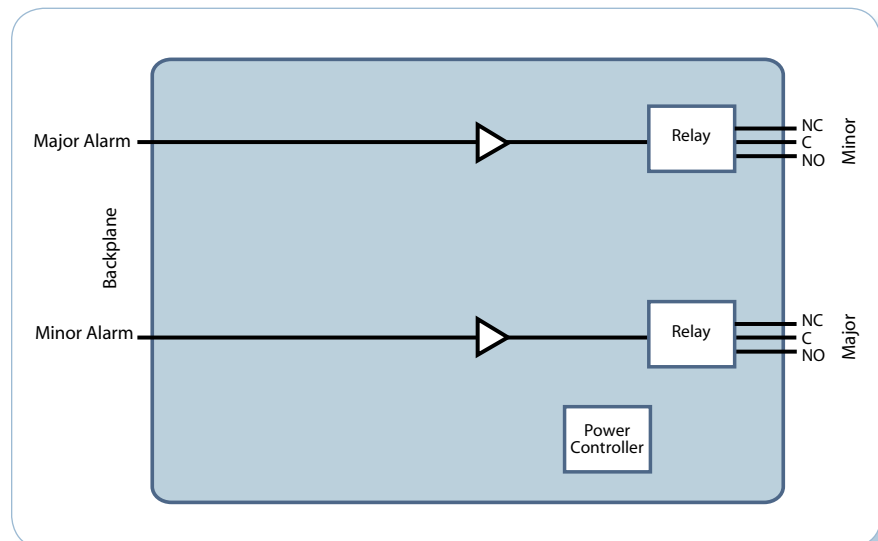 Major Alarm
Relay
NC
C
NO
Minor
Backplane
Minor Alarm
Relay
NC
C
NO
Major
Power
Controller